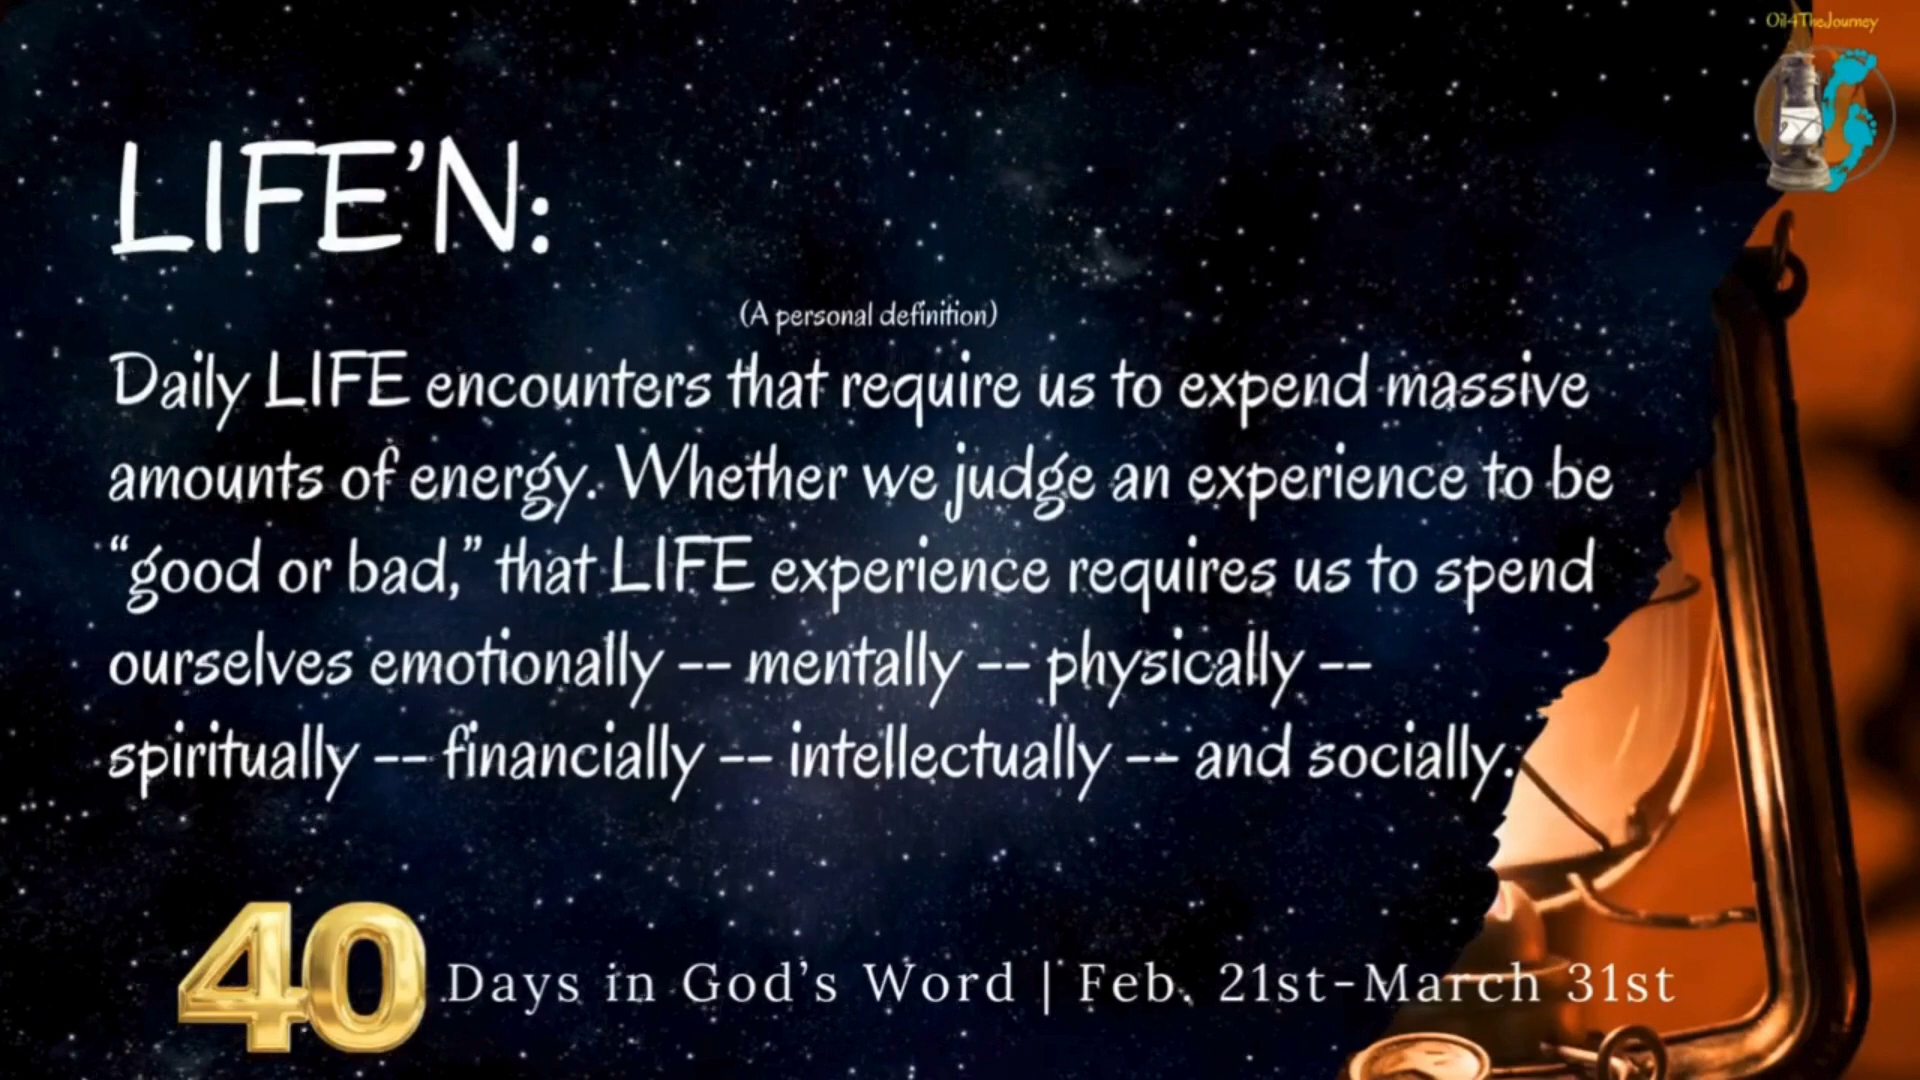 Oil4TheJourney
LIFE’N:
(A personal definition)
Daily LIFE encounters that require us to expend massive
amounts of energy. Whether we judge an experience to be
“good or bad,” that LIFE experience requires us to spend
ourselves emotionally -- mentally -- physically --
spiritually -- financially -- intellectually -- and socially.
40 Days in God’s Word | Feb. 21st-March 31st